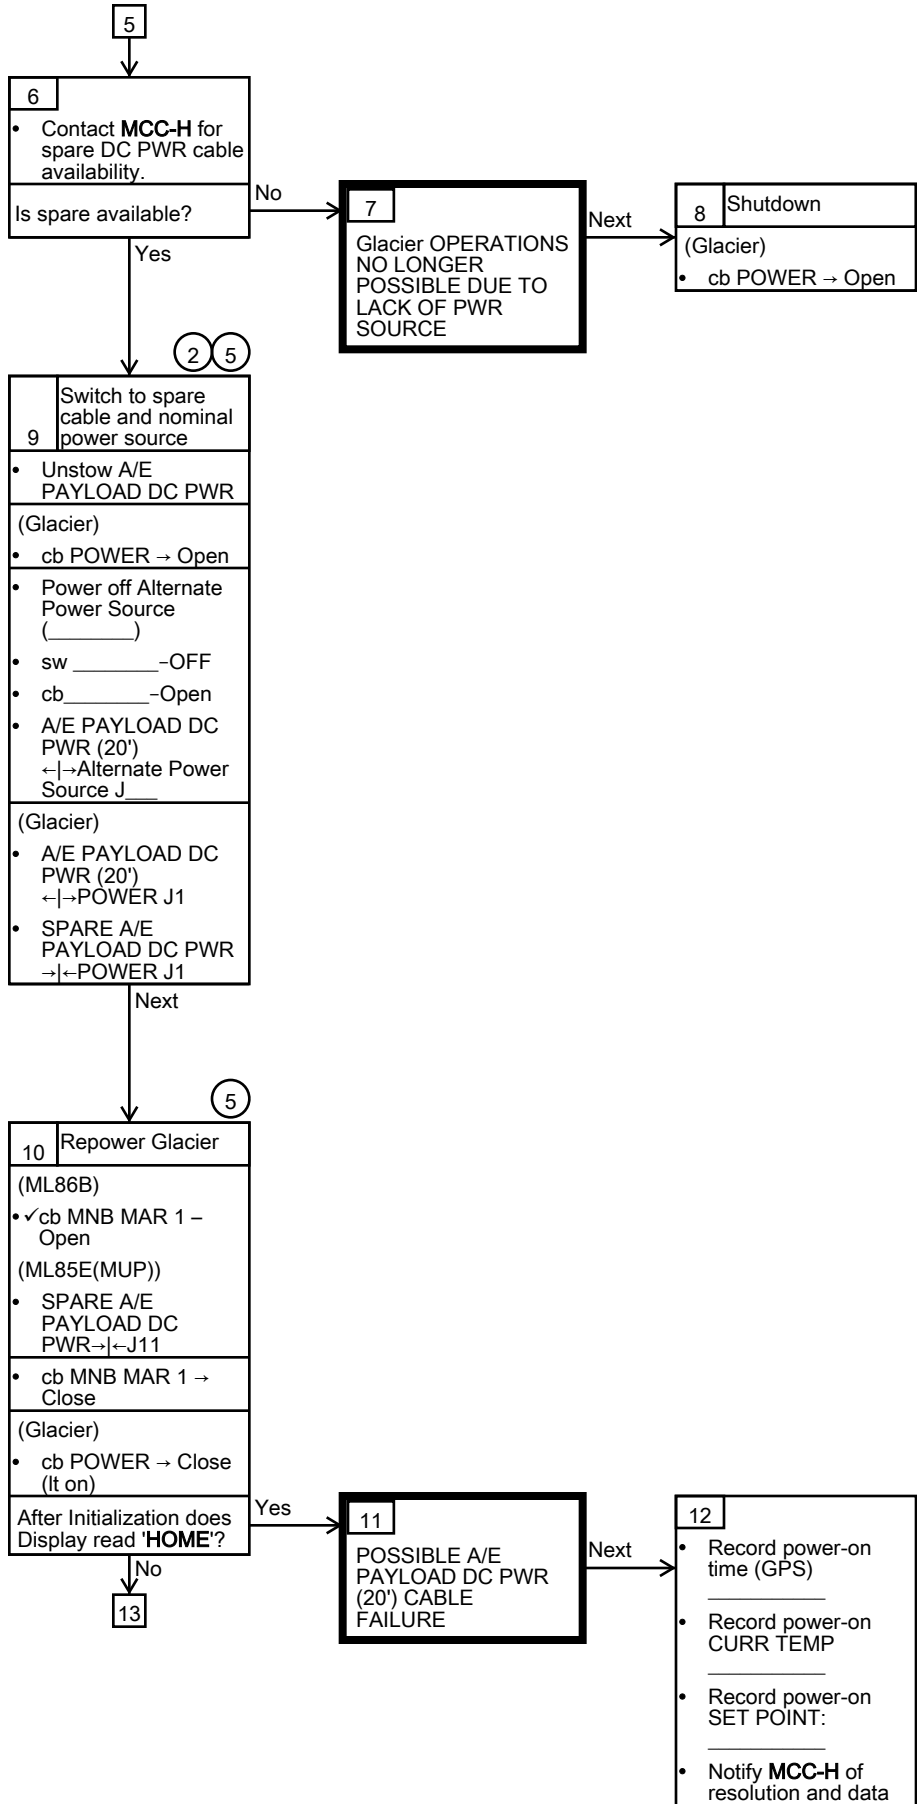 5
6
• Contact MCC-H for
spare DC PWR cable
availability.
Is spare available?
No
Yes
7
Glacier OPERATIONS
NO LONGER
POSSIBLE DUE TO
LACK OF PWR
SOURCE
Next
8 Shutdown
(Glacier)
• cb POWER → Open
2 5
9
Switch to spare
cable and nominal
power source
• Unstow A/E
PAYLOAD DC PWR
(Glacier)
• cb POWER → Open
• Power off Alternate
Power Source
(________)
• sw ________–OFF
• cb________–Open
• A/E PAYLOAD DC
PWR (20')
←|→Alternate Power
Source J___
(Glacier)
• A/E PAYLOAD DC
PWR (20')
←|→POWER J1
• SPARE A/E
PAYLOAD DC PWR
→|←POWER J1
Next
5
10 Repower Glacier
(ML86B)
• ✓cb MNB MAR 1 –
Open
(ML85E(MUP))
• SPARE A/E
PAYLOAD DC
PWR→|←J11
• cb MNB MAR 1 →
Close
(Glacier)
• cb POWER → Close
(lt on)
After Initialization does
Display read 'HOME'?
Yes
No
13
11
POSSIBLE A/E
PAYLOAD DC PWR
(20') CABLE
FAILURE
Next
12
• Record power-on
time (GPS)
___________
• Record power-on
CURR TEMP
___________
• Record power-on
SET POINT:
___________
• Notify MCC-H of
resolution and data